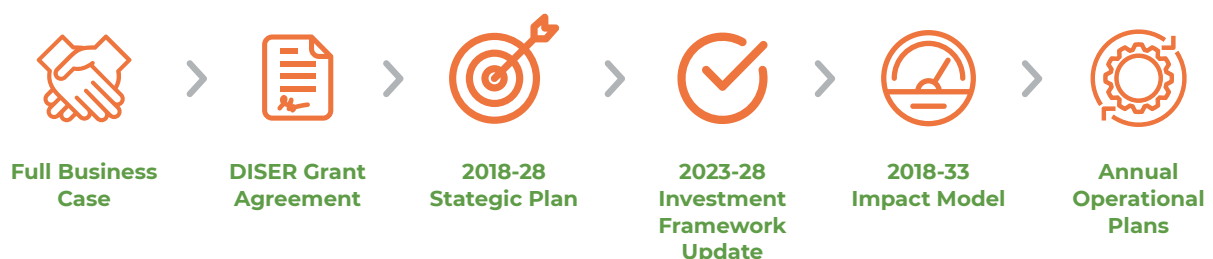 Full Business
Case
DISER Grant
Agreement
2018-28
Stategic Plan
2023-28
Investment
Framework
Update
2018-33
Impact Model
Annual
Operational
Plans